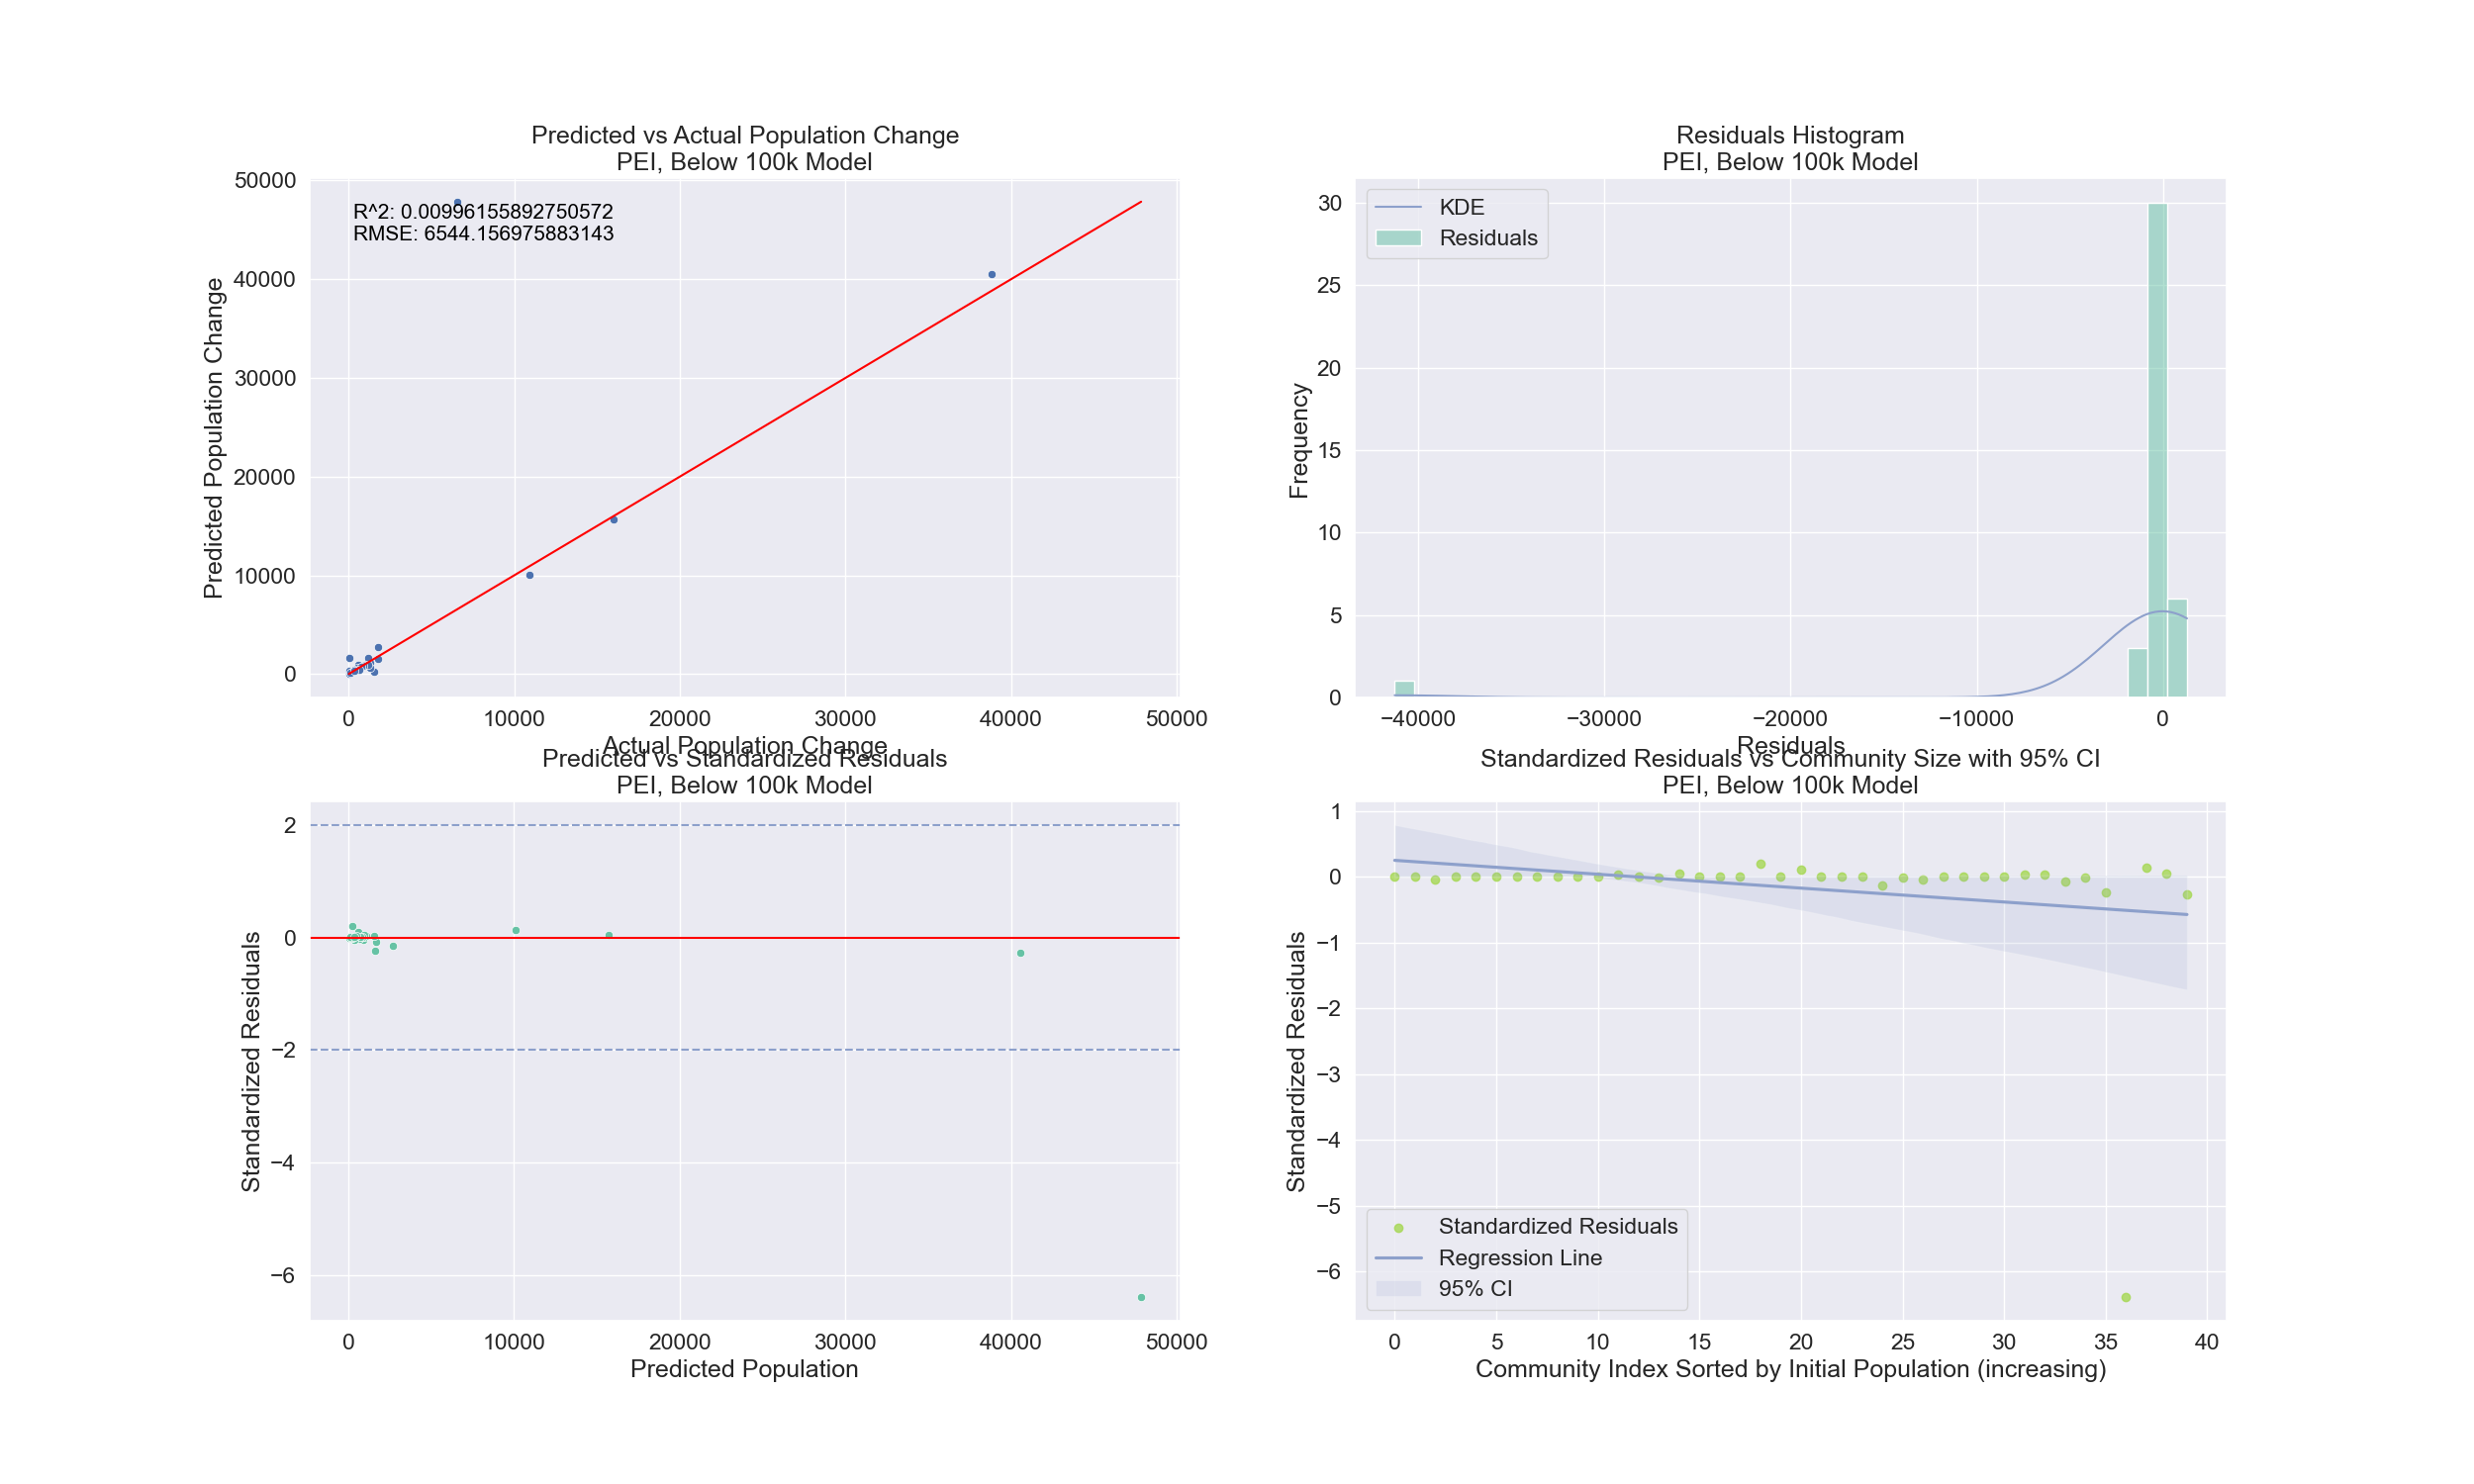 Predicted vs Actual Population Change
PEI, Below 100k Model
R^2: 0.00996155892750572
RMSE: 6544.156975883143
Predicted Population Change
50000
40000
30000
20000
10000
0
0 10000 20000 30000 40000 50000
Actual Population Change
Residuals Histogram
PEI, Below 100k Model
KDE
Residuals
Frequency
30
25
20
15
10
5
0
−40000 −30000 −20000 −10000 0
Residuals
Predicted vs Standardized Residuals
PEI, Below 100k Model
Standardized Residuals
2
0
−2
−4
−6
0 10000 20000 30000 40000 50000
Predicted Population
Standardized Residuals vs Community Size with 95% CI
PEI, Below 100k Model
Standardized Residuals
1
0
−1
−2
−3
−4
−5
−6
Standardized Residuals
Regression Line
95% CI
0 5 10 15 20 25 30 35 40
Community Index Sorted by Initial Population (increasing)